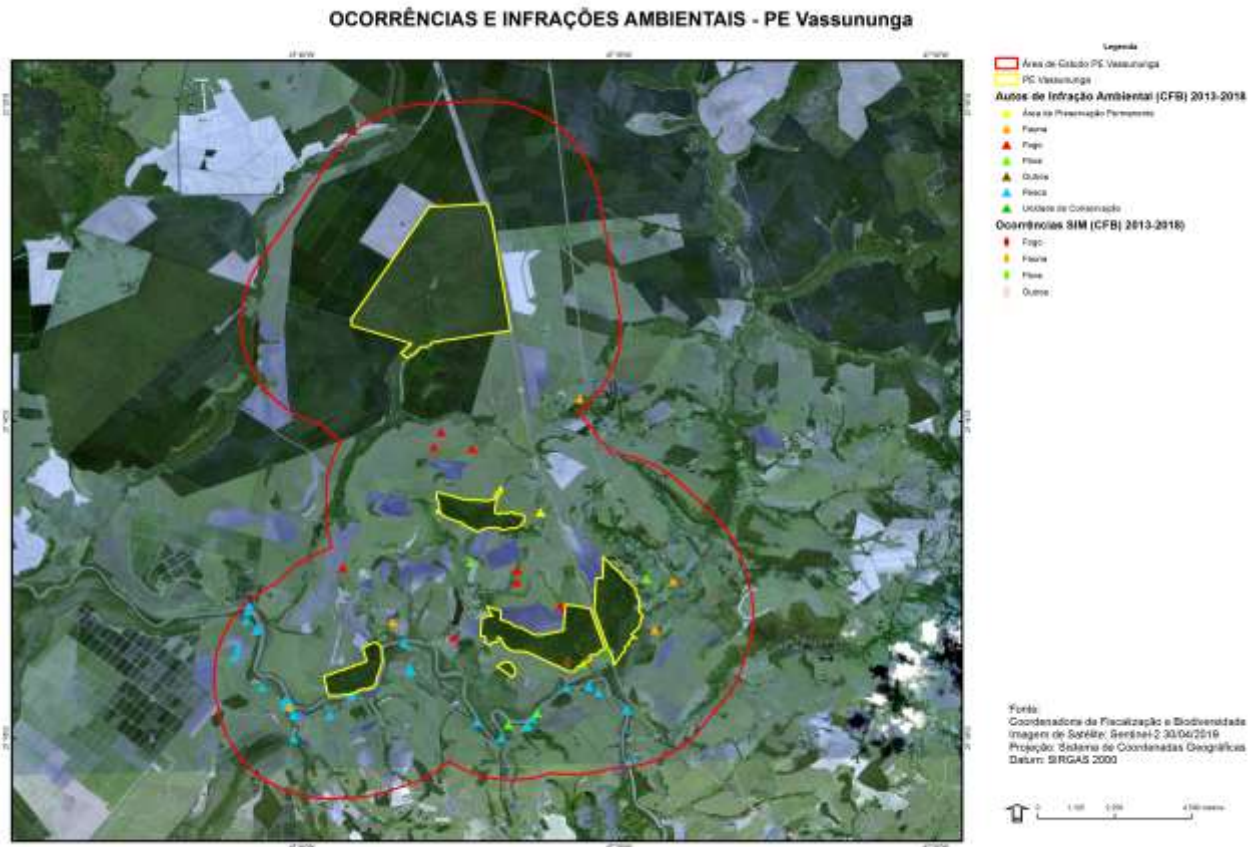 OCORRÊNCIAS E INFRAÇÕES AMBIENTAIS - PE Vassununga
Legenda
Área de Estudo PE Vassununga
PE Vassununga
Autos de Infração Ambiental (CFB) 2013-2018
Área de Preservação Permanente
Fauna
Fogo
Flora
Outros
Pesca
Unidade de Conservação
Ocorrências SIM (CFB) 2013-2018)
Fogo
Fauna
Flora
Outros
Fonte:
Coordenadoria de Fiscalização e Biodiversidade
Imagem de Satélite: Sentinel-2 30/04/2019
Projeção: Sistema de Coordenadas Geográficas
Datum: SIRGAS 2000